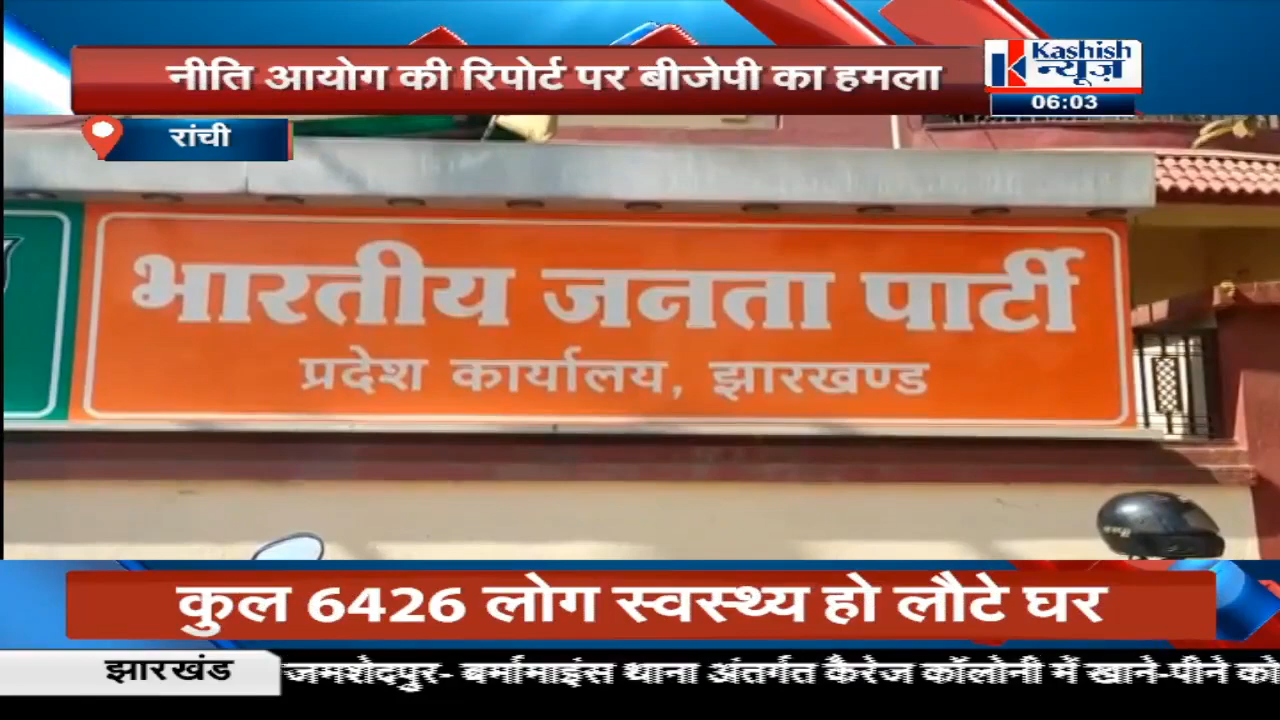 नीति आयोग की रिपोर्ट पर बीजेपी का हमला
Kashish
न्यूज़
06:03
रांची
भारतीय जनता पार्टी
प्रदेश कार्यालय, झारखण्ड
कुल 6426 लोग स्वस्थ्य हो लौटे घर
झारखंड
जमशेदपुर- बर्मामाइंस थाना अंतर्गत कैरेज कॉलोनी में खाने-पीने को